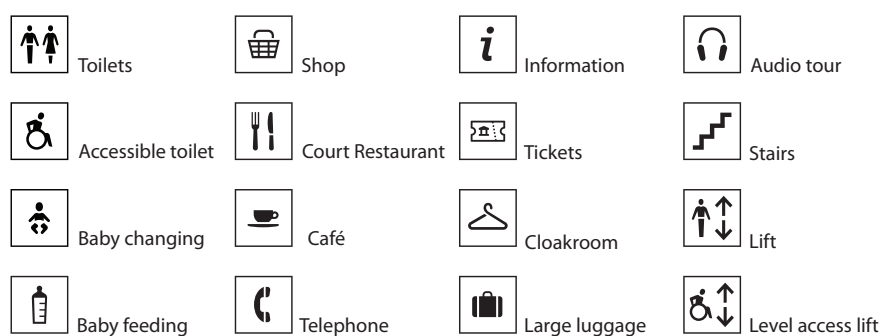 Toilets
Shop
Information
Audio tour
Accessible toilet
Court Restaurant
Tickets
Stairs
Baby changing
Café
Cloakroom
Lift
Baby feeding
Telephone
Large luggage
Level access lift